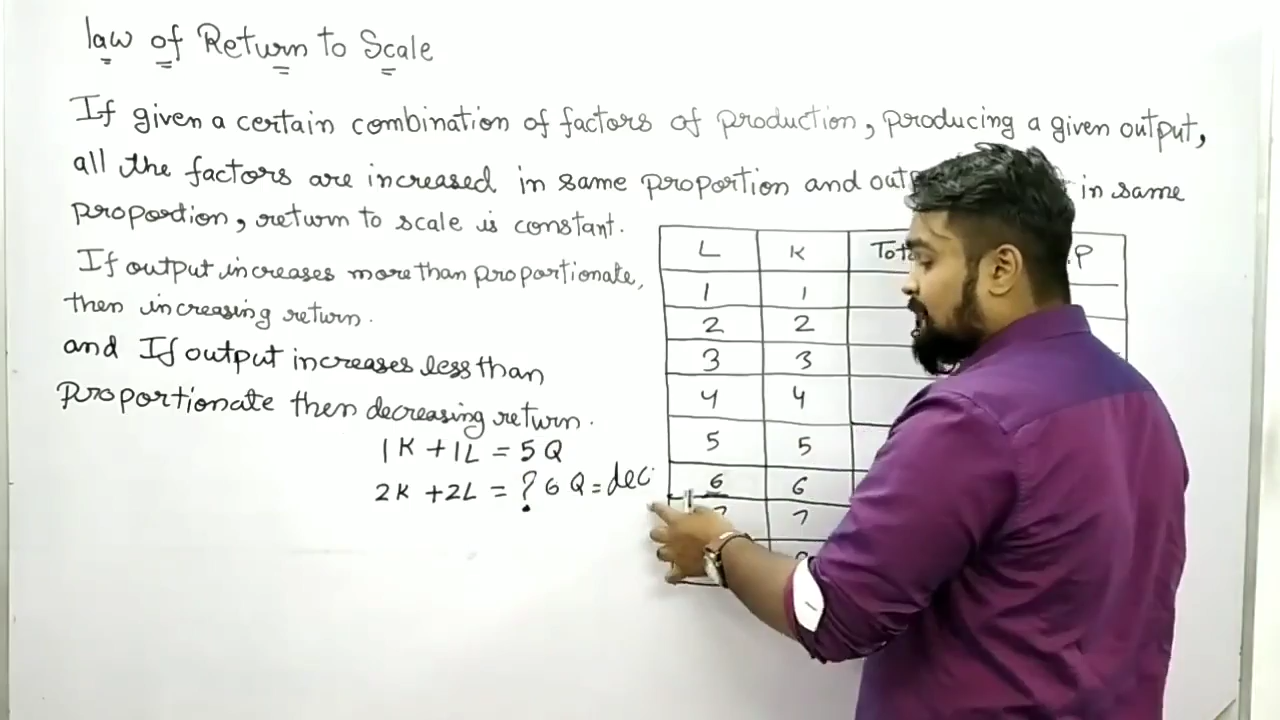 law of Return to Scale
If given a certain combination of factors of production, producing a given output,
all the factors are increased in same proportion and in same
proportion, return to scale is constant.
If output increases more than proportionate,
then increasing return.
and If output increases less than
proportionate then decreasing return.
1K + 1L = 5Q
2K + 2L = ? 6Q = dec.
L K
1 1
2 2
3 3
4 4
5 5
6 6
7 7